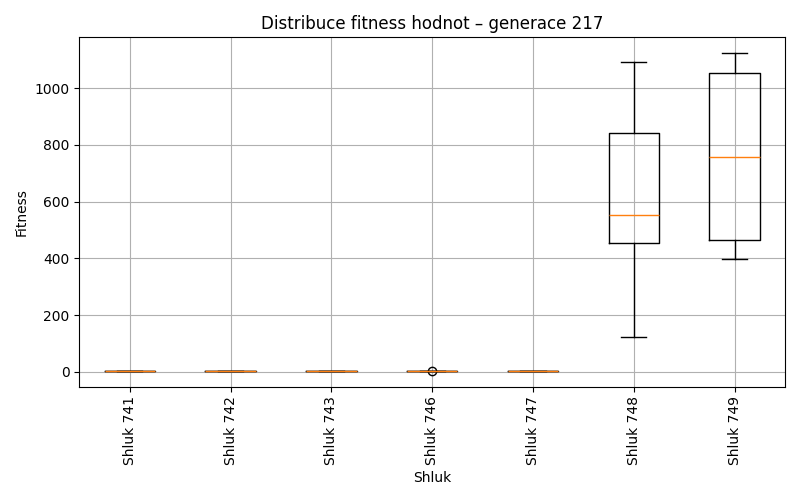 Distribuce fitness hodnot – generace 217
Fitness
1000
800
600
400
200
0
Shluk 741
Shluk 742
Shluk 743
Shluk 746
Shluk 747
Shluk 748
Shluk 749
Shluk